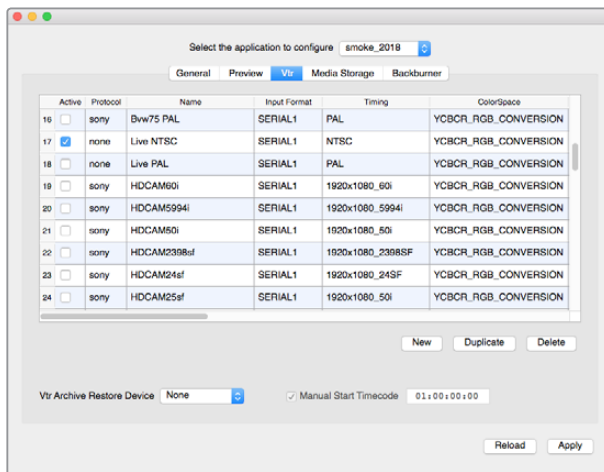 Select the application to configure smoke_2018
General Preview Vtr Media Storage Backburner
Active Protocol Name Input Format Timing ColorSpace
16 sony Bvw75 PAL SERIAL1 PAL YCBCR_RGB_CONVERSION
17 none Live NTSC SERIAL1 NTSC YCBCR_RGB_CONVERSION
18 none Live PAL SERIAL1 PAL YCBCR_RGB_CONVERSION
19 sony HDCAM60i SERIAL1 1920x1080_60i YCBCR_RGB_CONVERSION
20 sony HDCAM5994i SERIAL1 1920x1080_5994i YCBCR_RGB_CONVERSION
21 sony HDCAM50i SERIAL1 1920x1080_50i YCBCR_RGB_CONVERSION
22 sony HDCAM2398sf SERIAL1 1920x1080_2398SF YCBCR_RGB_CONVERSION
23 sony HDCAM24sf SERIAL1 1920x1080_24SF YCBCR_RGB_CONVERSION
24 sony HDCAM25sf SERIAL1 1920x1080_50i YCBCR_RGB_CONVERSION
New Duplicate Delete
Vtr Archive Restore Device None Manual Start Timecode 01:00:00:00
Reload Apply